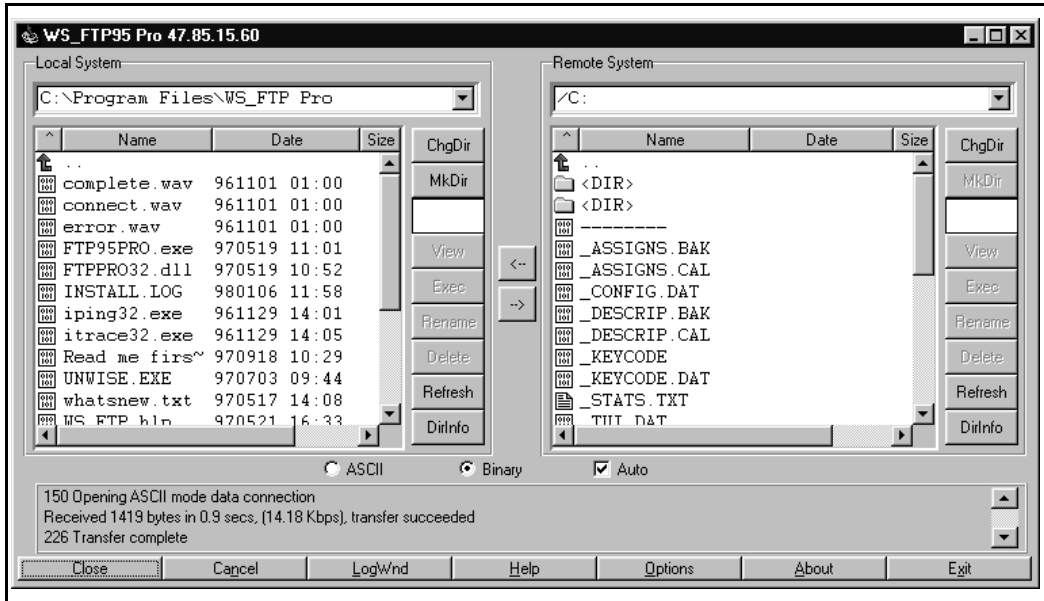 WS_FTP95 Pro 47.85.15.60
Local System
C:\Program Files\WS_FTP Pro
^ Name Date Size
..
complete.wav 961101 01:00
connect.wav 961101 01:00
error.wav 961101 01:00
FTP95PRO.exe 970519 11:01
FTPPRO32.dll 970519 10:52
INSTALL.LOG 980106 11:58
iping32.exe 961129 14:01
itrace32.exe 961129 14:05
Read me firs~ 970918 10:29
UNWISE.EXE 970703 09:44
whatsnew.txt 970517 14:08
WS_FTP.hlp 970521 16:33
ChgDir
MkDir
View
Exec
Rename
Delete
Refresh
DirInfo
<--
-->
Remote System
/C:
^ Name Date Size
..
<DIR>
<DIR>
--------
_ASSIGNS.BAK
_ASSIGNS.CAL
_CONFIG.DAT
_DESCRIP.BAK
_DESCRIP.CAL
_KEYCODE
_KEYCODE.DAT
_STATS.TXT
_TUI.DAT
ChgDir
MkDir
View
Exec
Rename
Delete
Refresh
DirInfo
ASCII Binary Auto
150 Opening ASCII mode data connection
Received 1419 bytes in 0.9 secs, (14.18 Kbps), transfer succeeded
226 Transfer complete
Close Cancel LogWnd Help Options About Exit